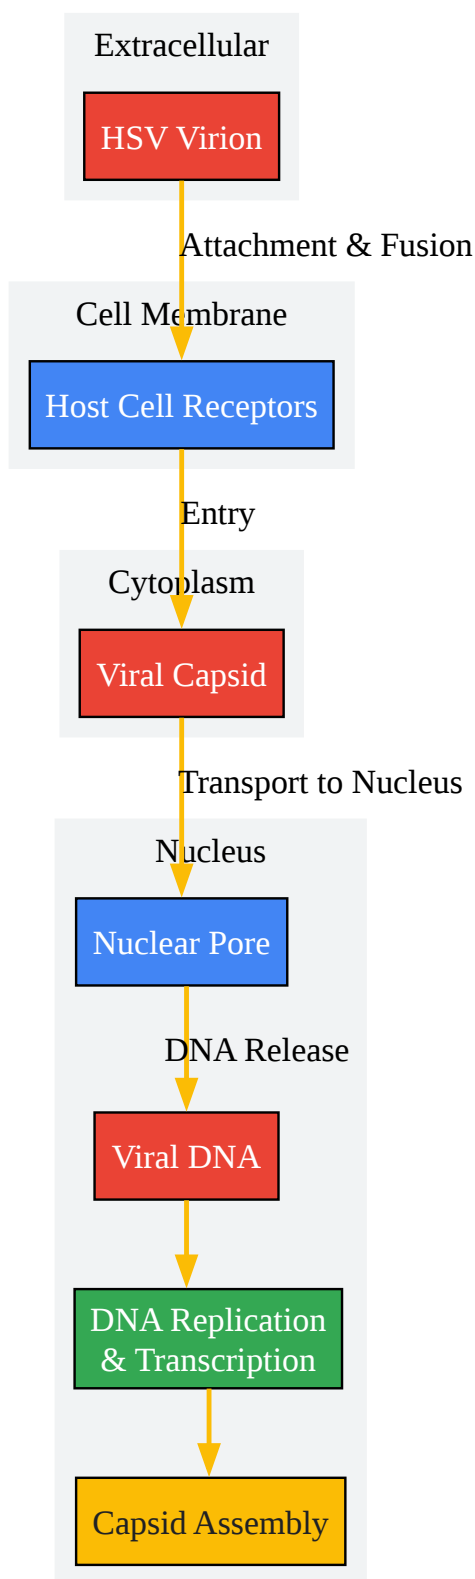 Extracellular
HSV Virion
Attachment & Fusion
Cell Membrane
Host Cell Receptors
Entry
Cytoplasm
Viral Capsid
Transport to Nucleus
Nucleus
Nuclear Pore
DNA Release
Viral DNA
DNA Replication
& Transcription
Capsid Assembly